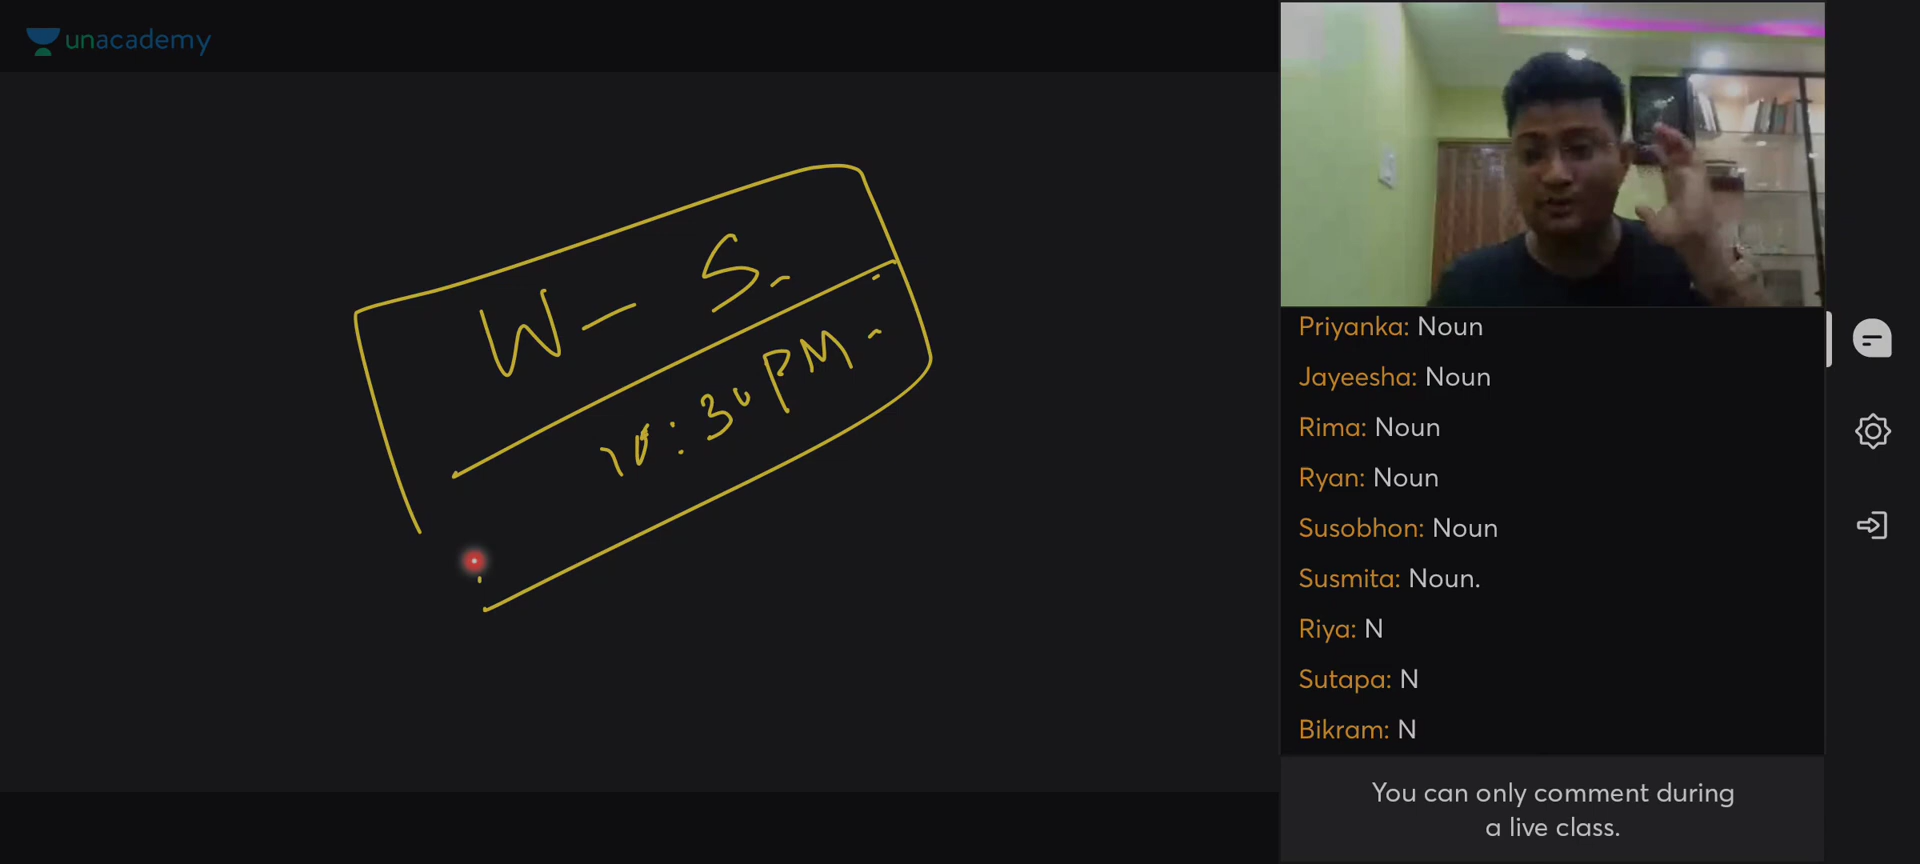 unacademy
W - S.
10:30 PM -
Priyanka: Noun
Jayeesha: Noun
Rima: Noun
Ryan: Noun
Susobhon: Noun
Susmita: Noun.
Riya: N
Sutapa: N
Bikram: N
You can only comment during
a live class.